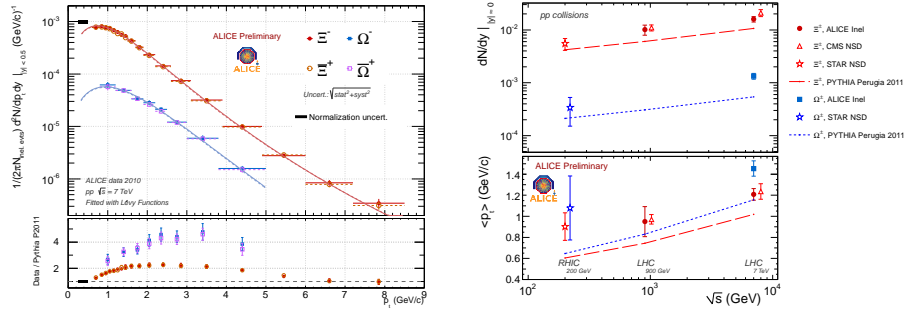 1/(2πN_inel. evts) d²N/dp_t dy | |y| < 0.5 (GeV/c)⁻¹
10⁻³
10⁻⁴
10⁻⁵
10⁻⁶
ALICE Preliminary
ALICE
Ξ⁻
Ω⁻
Ξ̅⁺
Ω̅⁺
Uncert.: √stat²+syst²
Normalization uncert.
ALICE data 2010
pp √s = 7 TeV
Fitted with Lévy Functions
Data / Pythia P2011
4
2
0 1 2 3 4 5 6 7 8 9
p_t (GeV/c)
pp collisions
dN/dy | |y| = 0
10⁻²
10⁻³
10⁻⁴
Ξ±, ALICE Inel
Ξ±, CMS NSD
Ξ±, STAR NSD
Ξ±, PYTHIA Perugia 2011
Ω±, ALICE Inel
Ω±, STAR NSD
Ω±, PYTHIA Perugia 2011
ALICE Preliminary
ALICE
<p_t> (GeV/c)
1.6
1.4
1.2
1
0.8
0.6
0.4
RHIC
200 GeV
LHC
900 GeV
LHC
7 TeV
10² 10³ 10⁴
√s (GeV)